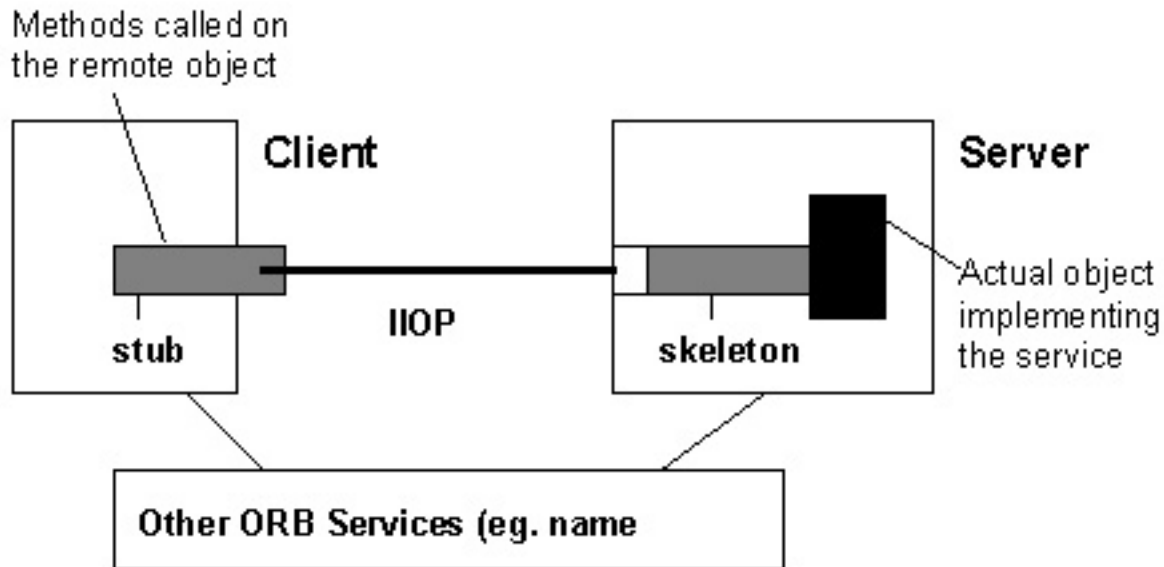 Methods called on
the remote object
Client
Server
IIOP
stub
skeleton
Actual object
implementing
the service
Other ORB Services (eg. name